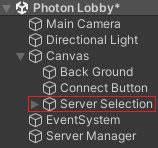 Photon Lobby*
Main Camera
Directional Light
Canvas
Back Ground
Connect Button
Server Selection
EventSystem
Server Manager